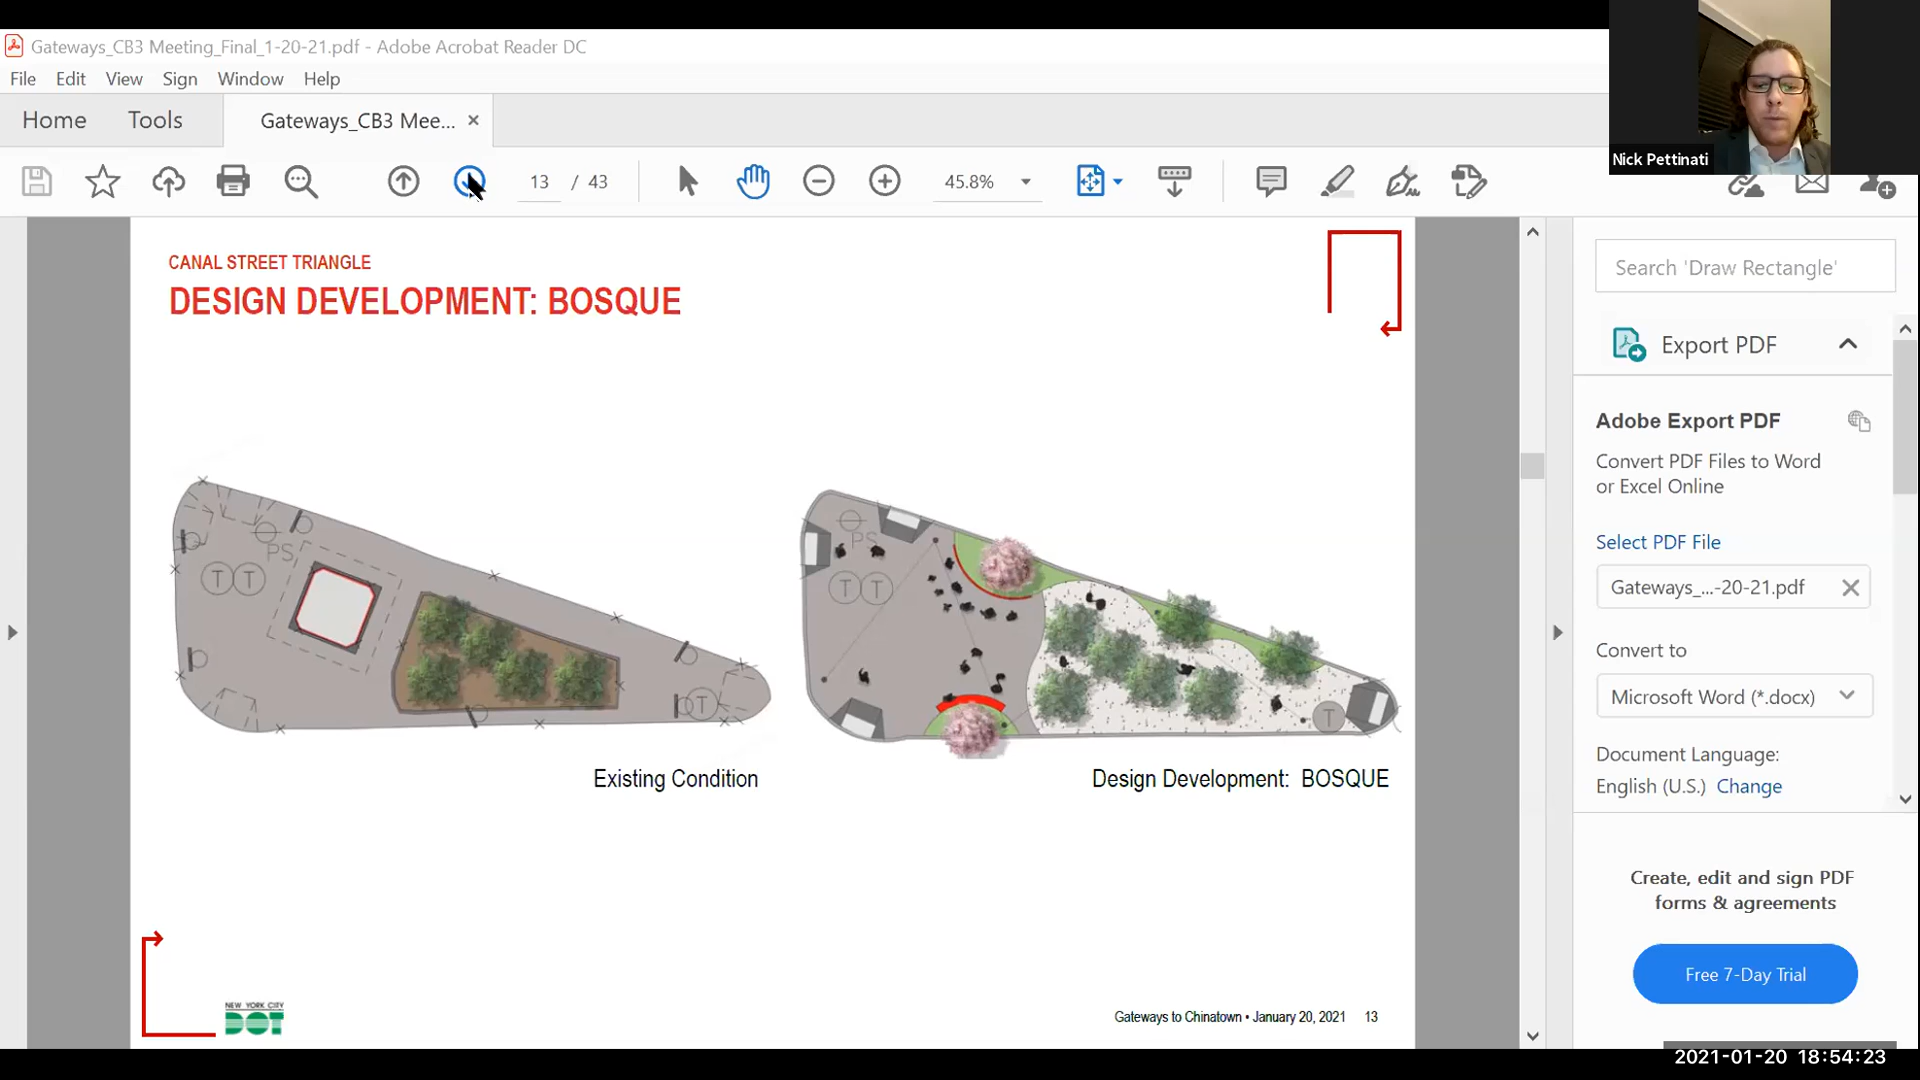 Gateways_CB3 Meeting_Final_1-20-21.pdf - Adobe Acrobat Reader DC
File Edit View Sign Window Help
Home Tools Gateways_CB3 Mee... ×
13 / 43 45.8%
Nick Pettinati
CANAL STREET TRIANGLE
DESIGN DEVELOPMENT: BOSQUE
PS
T T
T
PS
T T
T
Existing Condition
Design Development: BOSQUE
NEW YORK CITY
DOT
Gateways to Chinatown • January 20, 2021 13
Search 'Draw Rectangle'
Export PDF
Adobe Export PDF
Convert PDF Files to Word
or Excel Online
Select PDF File
Gateways_...-20-21.pdf
Convert to
Microsoft Word (*.docx)
Document Language:
English (U.S.) Change
Create, edit and sign PDF
forms & agreements
Free 7-Day Trial
2021-01-20 18:54:23